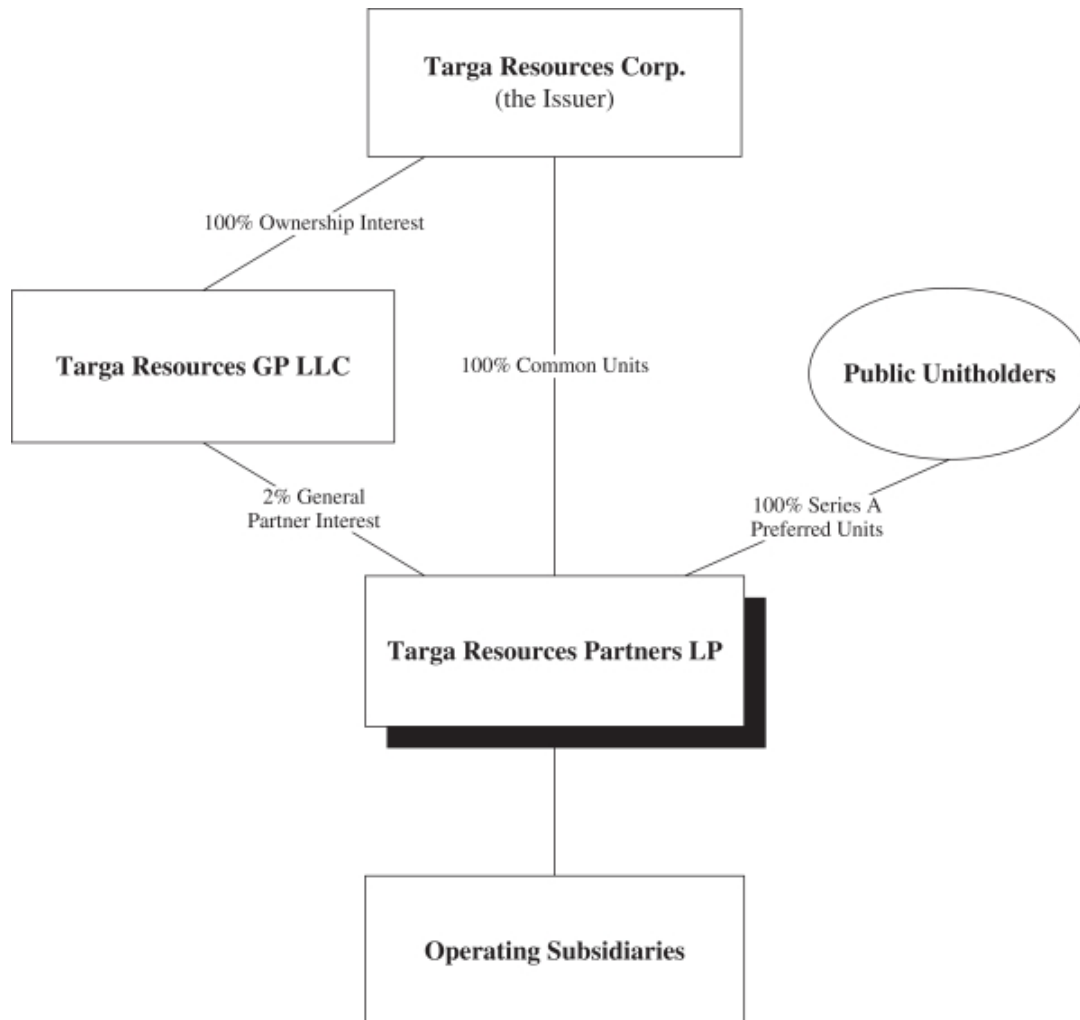 Targa Resources Corp.
(the Issuer)
100% Ownership Interest
Targa Resources GP LLC
100% Common Units
Public Unitholders
2% General
Partner Interest
100% Series A
Preferred Units
Targa Resources Partners LP
Operating Subsidiaries